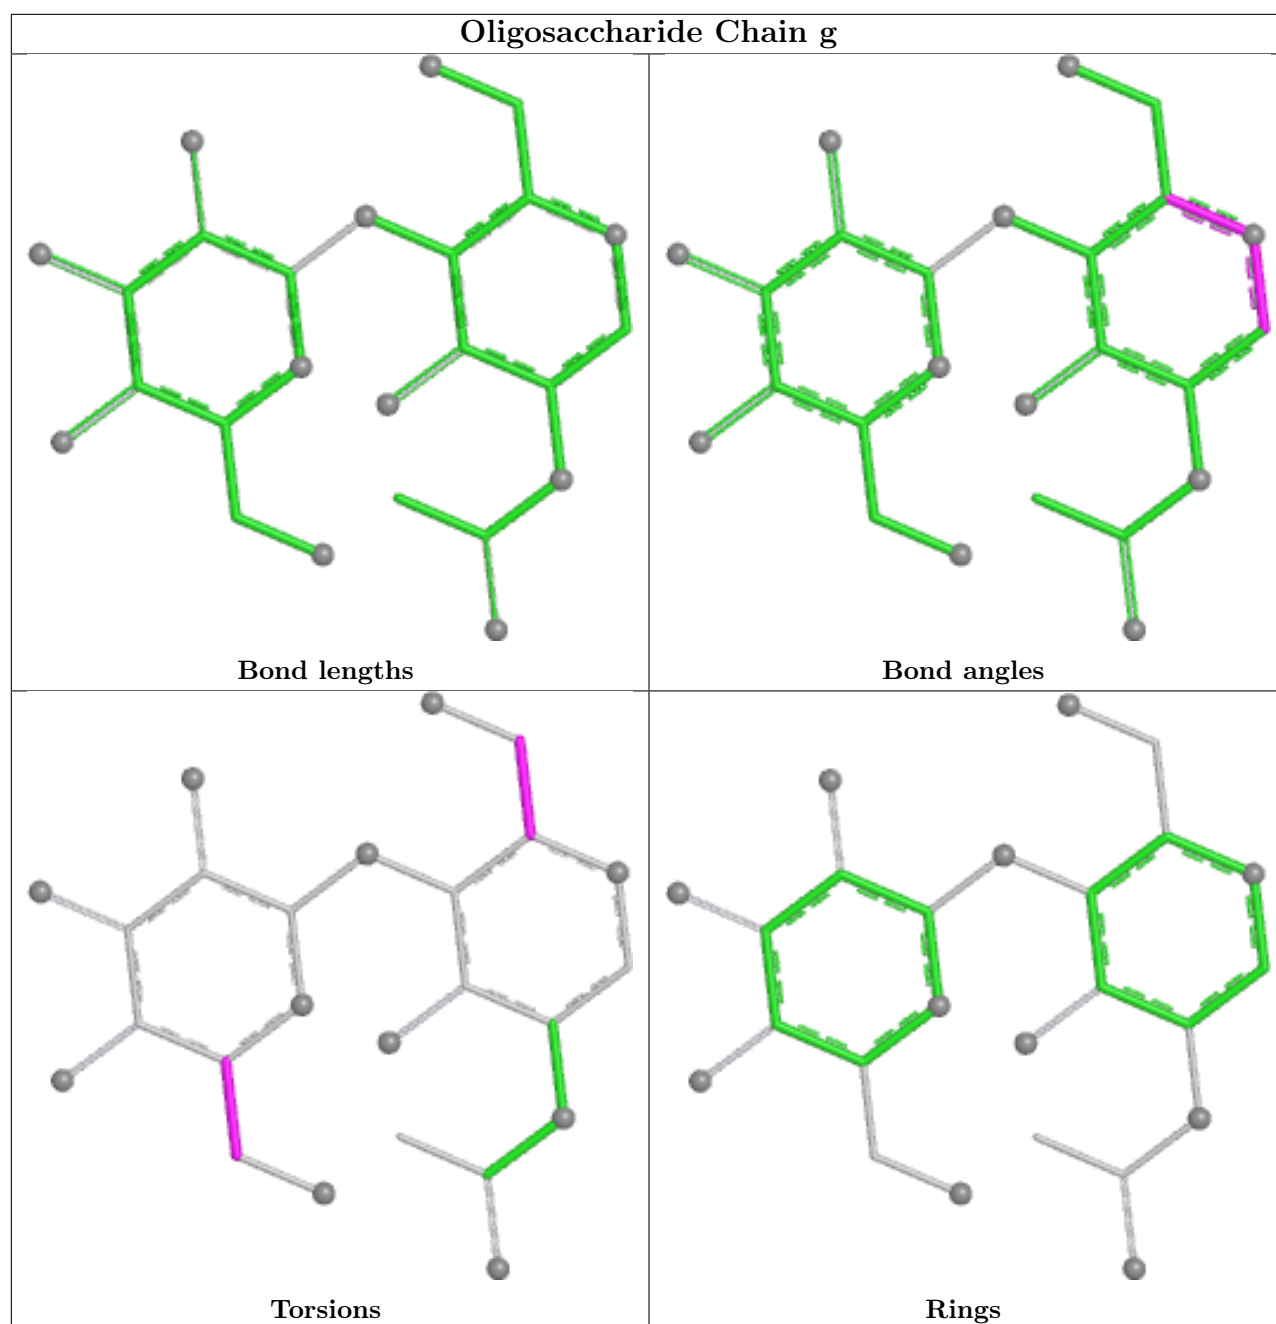 Oligosaccharide Chain g
Bond lengths
Bond angles
Torsions
Rings